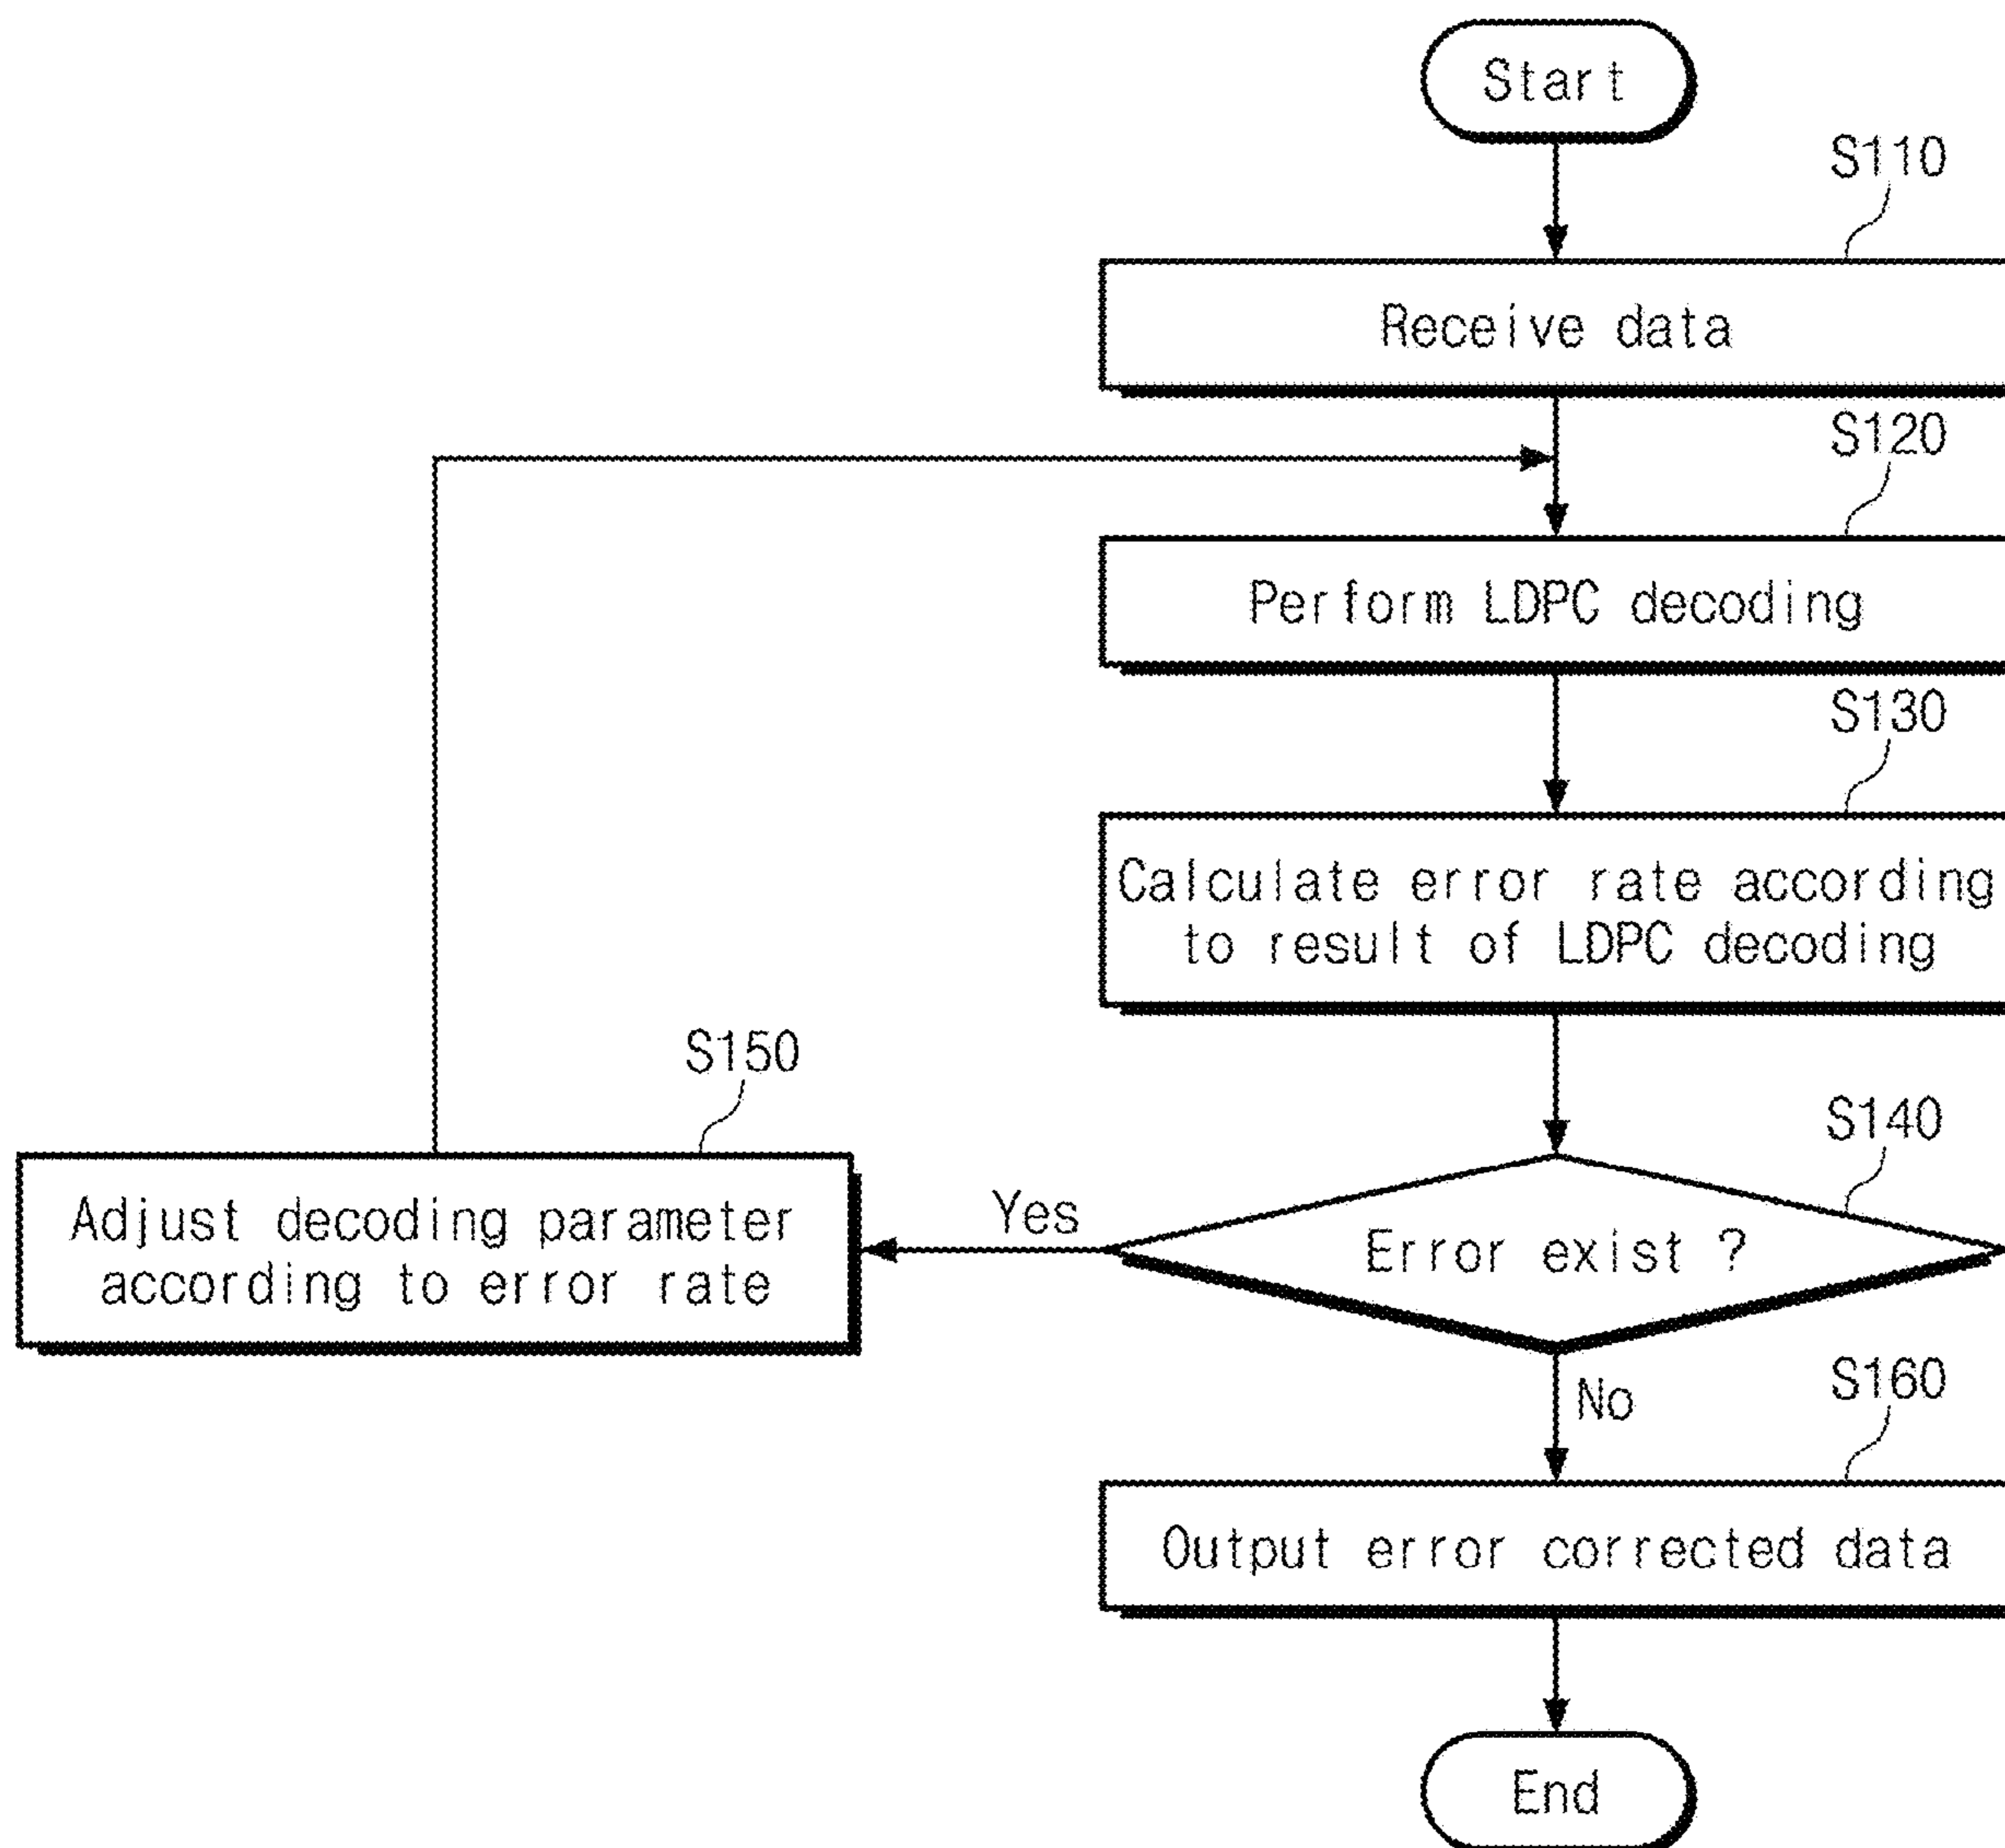 Start
S110
Receive data
S120
Perform LDPC decoding
S130
Calculate error rate according
to result of LDPC decoding
S150
S140
Adjust decoding parameter
according to error rate
Yes
Error exist ?
No
S160
Output error corrected data
End